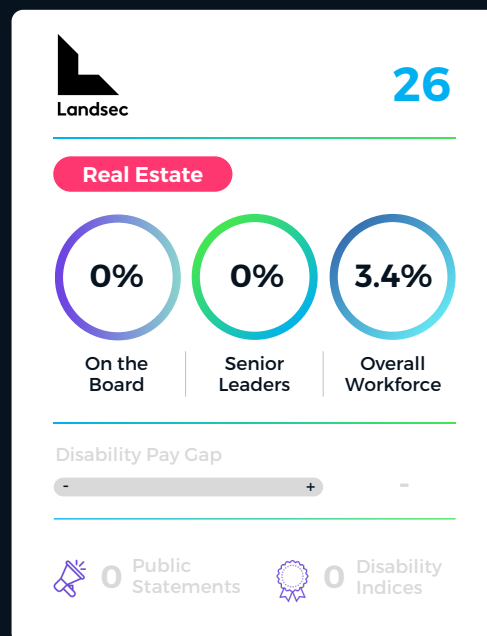 Landsec
26
Real Estate
0%
0%
3.4%
On the
Board
Senior
Leaders
Overall
Workforce
Disability Pay Gap
-
+
-
0
Public
Statements
0
Disability
Indices